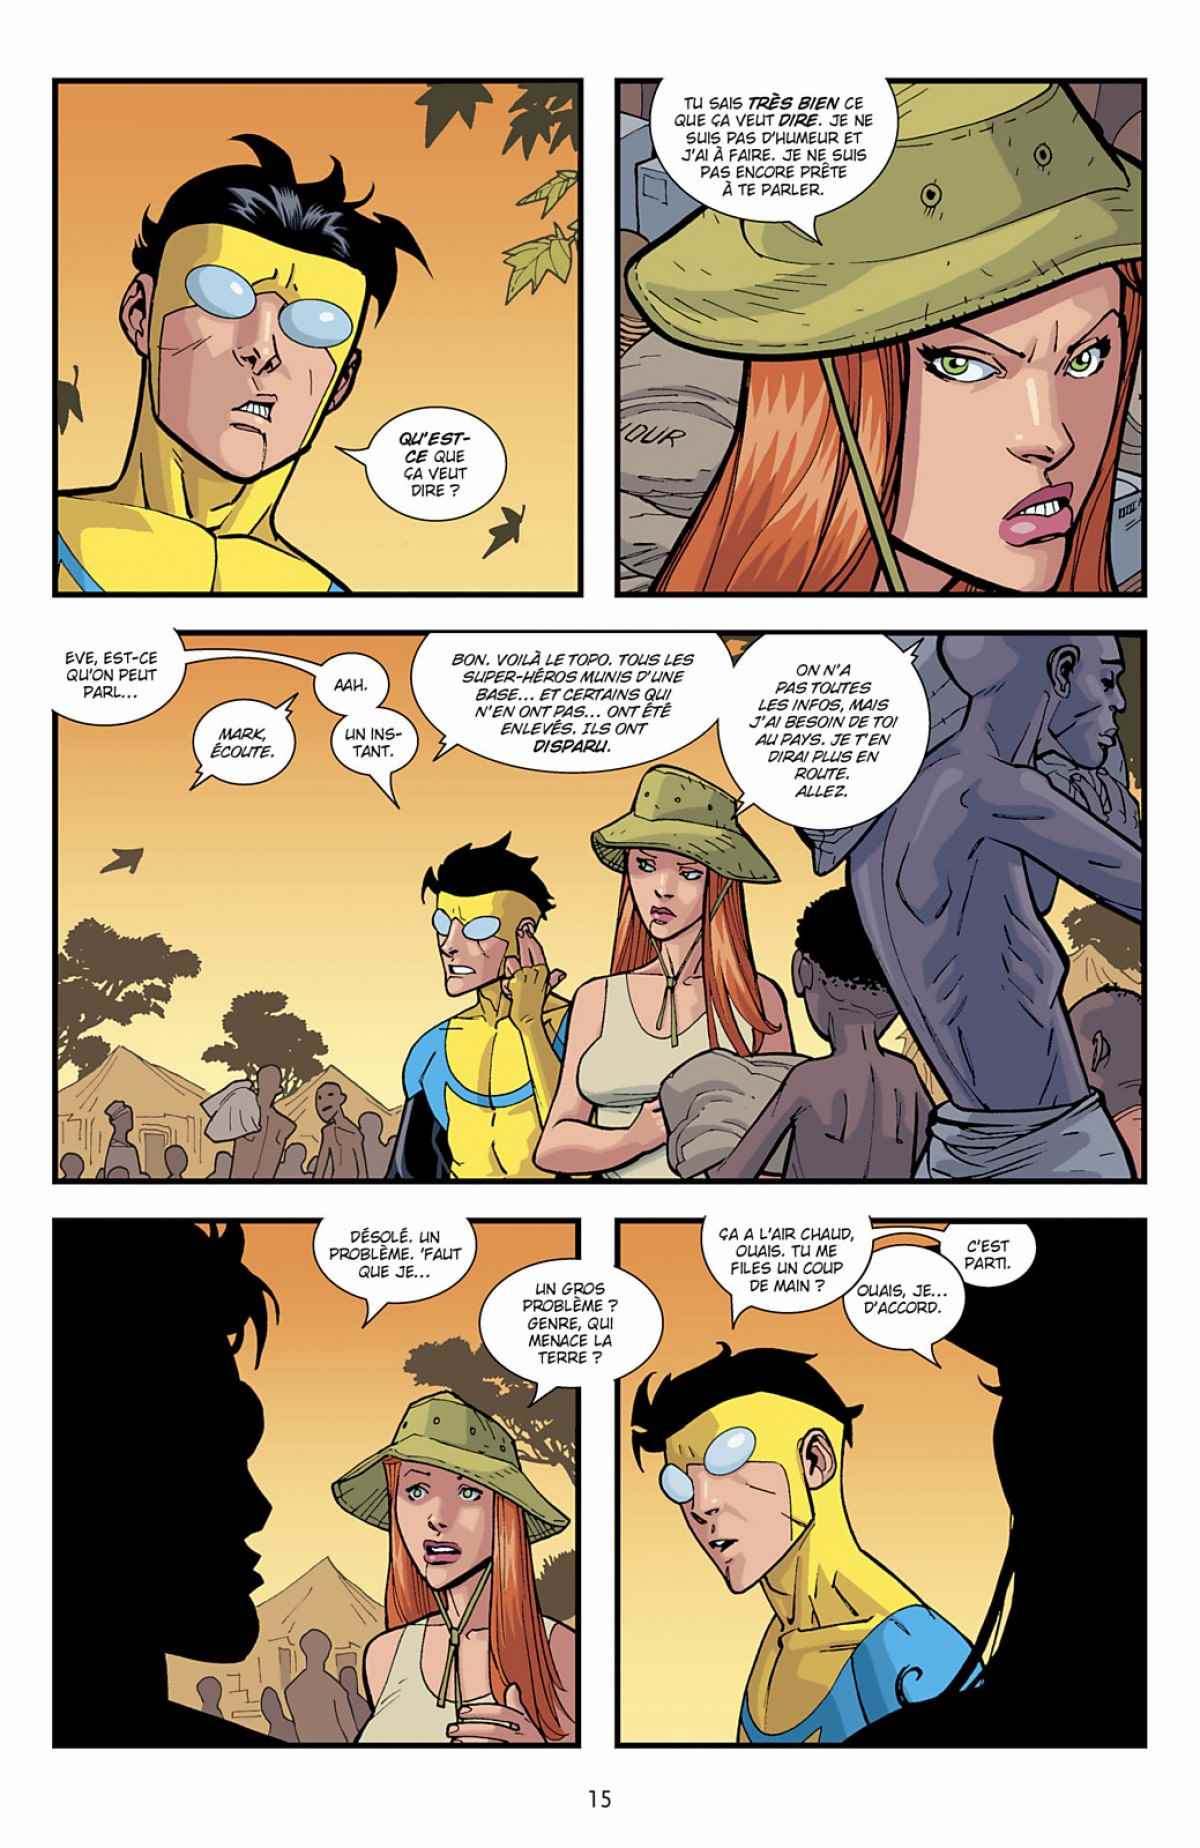 QU'EST-
CE QUE
ÇA VEUT
DIRE ?
TU SAIS TRÈS BIEN CE
QUE ÇA VEUT DIRE. JE NE
SUIS PAS D'HUMEUR ET
J'AI À FAIRE. JE NE SUIS
PAS ENCORE PRÊTE
À TE PARLER.
OUR
EVE, EST-CE
QU'ON PEUT
PARL...
MARK,
ÉCOUTE.
AAH.
UN INS-
TANT.
BON. VOILÀ LE TOPO. TOUS LES
SUPER-HÉROS MUNIS D'UNE
BASE... ET CERTAINS QUI
N'EN ONT PAS... ONT ÉTÉ
ENLEVÉS. ILS ONT
DISPARU.
ON N'A
PAS TOUTES
LES INFOS, MAIS
J'AI BESOIN DE TOI
AU PAYS. JE T'EN
DIRAI PLUS EN
ROUTE.
ALLEZ.
DÉSOLÉ. UN
PROBLÈME. 'FAUT
QUE JE...
UN GROS
PROBLÈME ?
GENRE, QUI
MENACE LA
TERRE ?
ÇA A L'AIR CHAUD,
OUAIS. TU ME
FILES UN COUP
DE MAIN ?
OUAIS, JE...
D'ACCORD.
C'EST
PARTI.
15